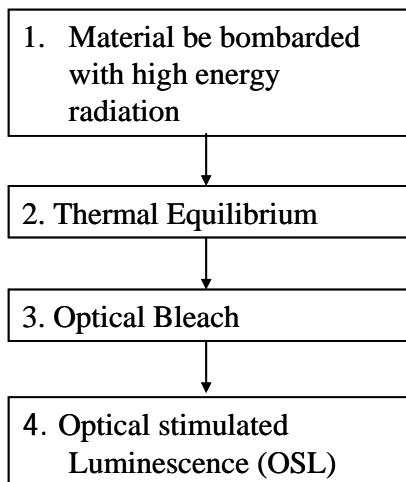 1. Material be bombarded
with high energy
radiation
2. Thermal Equilibrium
3. Optical Bleach
4. Optical stimulated
Luminescence (OSL)